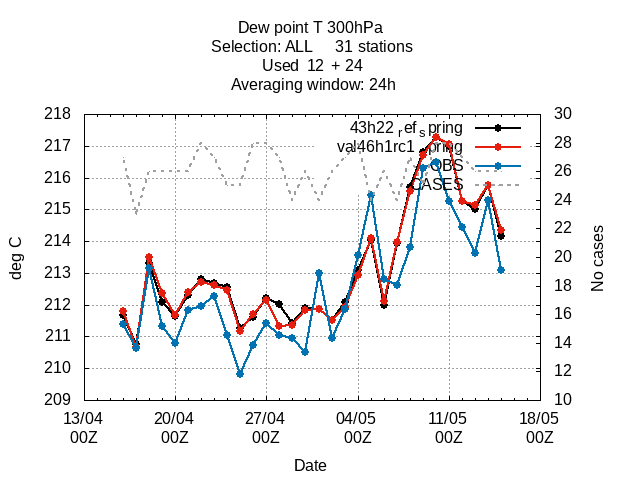 Dew point T 300hPa
Selection: ALL 31 stations
Used 12 + 24
Averaging window: 24h
43h22_ref_spring
val46h1rc1_spring
OBS
CASES
218
217
216
215
214
213
212
211
210
209
deg C
30
28
26
24
22
20
18
16
14
12
10
No cases
13/04 20/04 27/04 04/05 11/05 18/05
00Z 00Z 00Z 00Z 00Z 00Z
Date